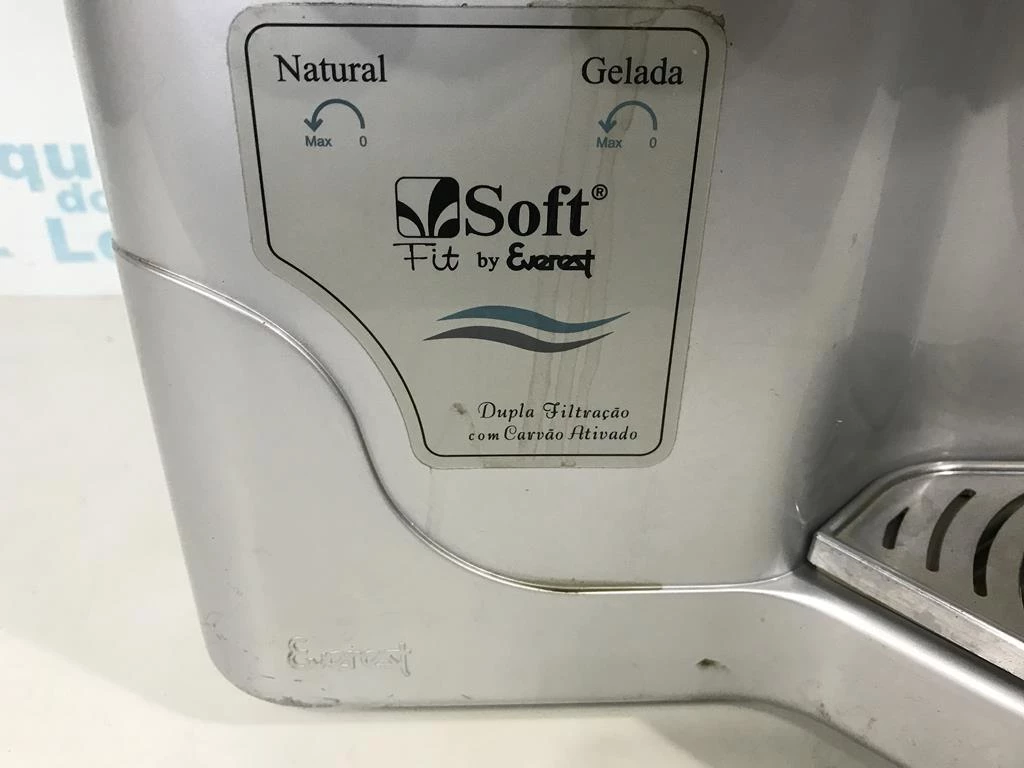 Natural
Gelada
Max 0
Max 0
Soft®
Fit by Everest
Dupla Filtração
com Carvão Ativado
Everest